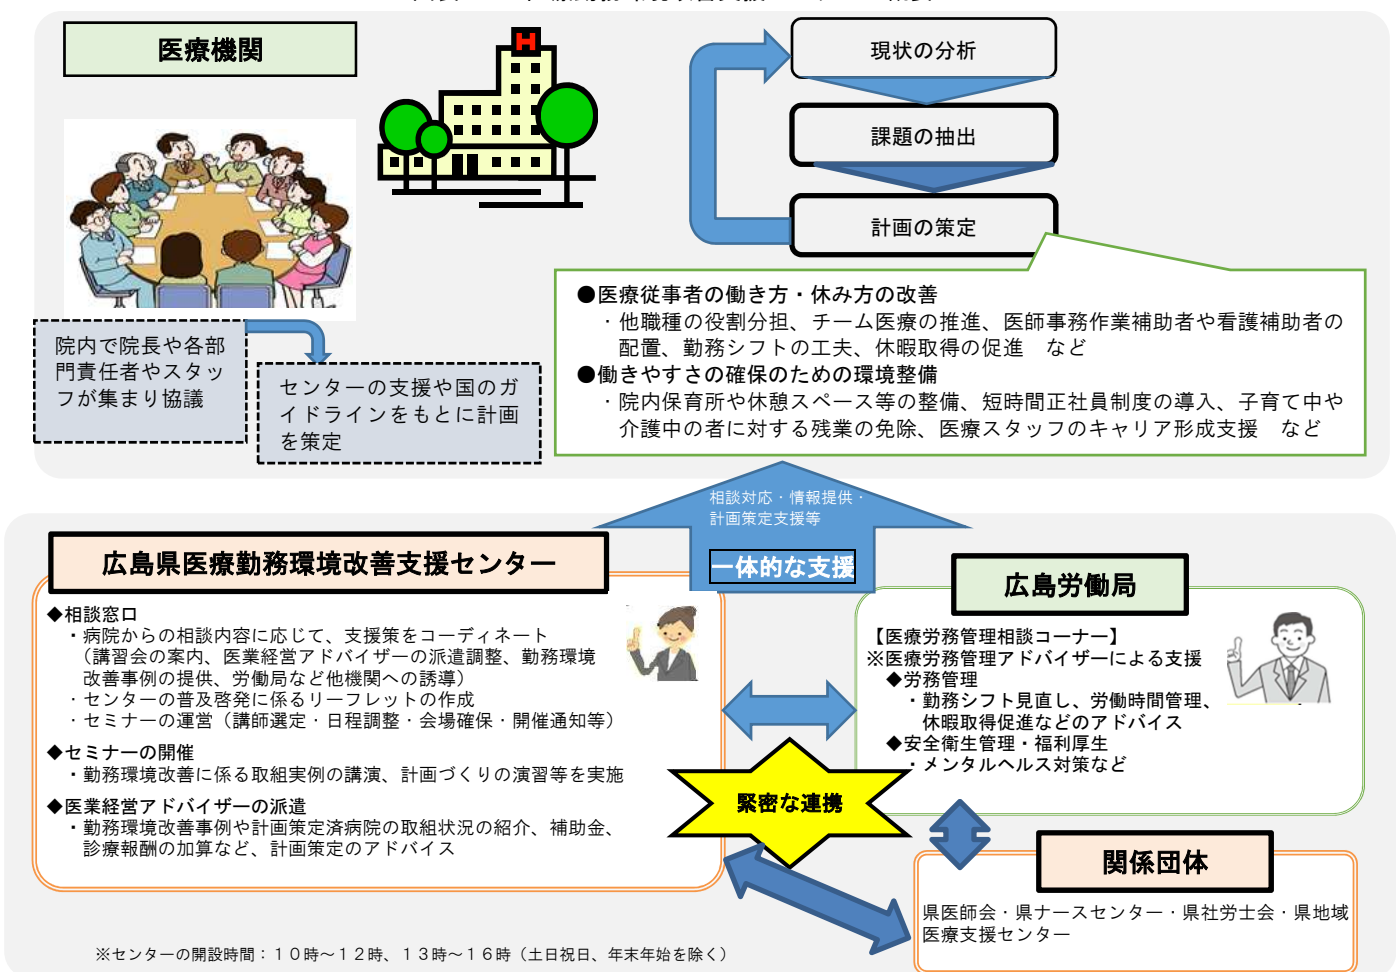 医療機関
H
現状の分析
課題の抽出
計画の策定
●医療従事者の働き方・休み方の改善
・他職種の役割分担、チーム医療の推進、医師事務作業補助者や看護補助者の
配置、勤務シフトの工夫、休暇取得の促進　など
●働きやすさの確保のための環境整備
・院内保育所や休憩スペース等の整備、短時間正社員制度の導入、子育て中や
介護中の者に対する残業の免除、医療スタッフのキャリア形成支援　など
院内で院長や各部
門責任者やスタッ
フが集まり協議
センターの支援や国のガ
イドラインをもとに計画
を策定
相談対応・情報提供・
計画策定支援等
一体的な支援
広島県医療勤務環境改善支援センター
◆相談窓口
・病院からの相談内容に応じて、支援策をコーディネート
（講習会の案内、医業経営アドバイザーの派遣調整、勤務環境
改善事例の提供、労働局など他機関への誘導）
・センターの普及啓発に係るリーフレットの作成
・セミナーの運営（講師選定・日程調整・会場確保・開催通知等）
◆セミナーの開催
・勤務環境改善に係る取組実例の講演、計画づくりの演習等を実施
◆医業経営アドバイザーの派遣
・勤務環境改善事例や計画策定済病院の取組状況の紹介、補助金、
診療報酬の加算など、計画策定のアドバイス
広島労働局
【医療労務管理相談コーナー】
※医療労務管理アドバイザーによる支援
◆労務管理
・勤務シフト見直し、労働時間管理、
休暇取得促進などのアドバイス
◆安全衛生管理・福利厚生
・メンタルヘルス対策など
緊密な連携
関係団体
県医師会・県ナースセンター・県社労士会・県地域
医療支援センター
※センターの開設時間：１０時～１２時、１３時～１６時（土日祝日、年末年始を除く）